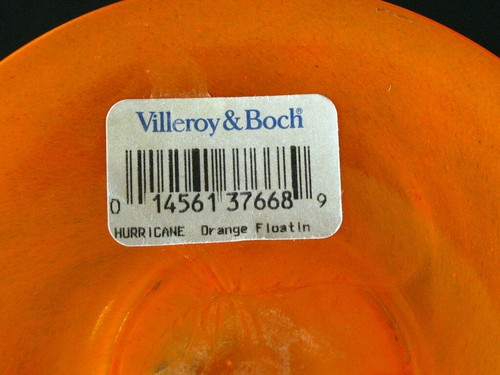 Villeroy & Boch®
0 14561 37668 9
HURRICANE Orange Floatin